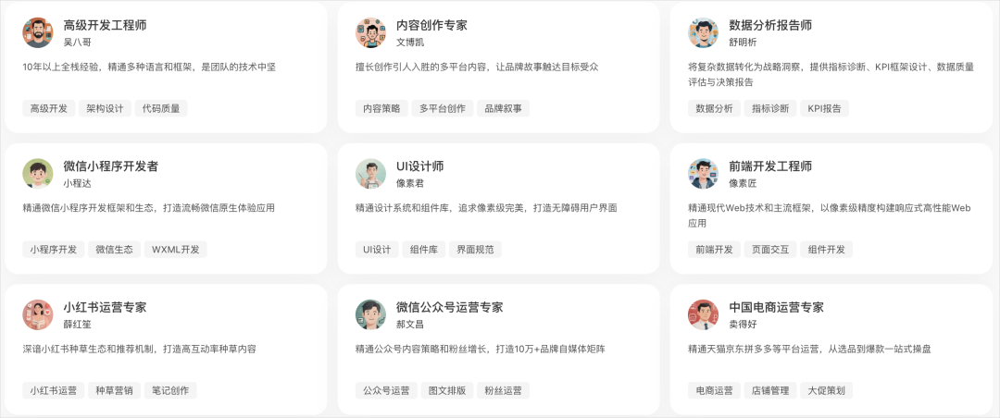 高级开发工程师
吴八哥
10年以上全栈经验，精通多种语言和框架，是团队的技术中坚
高级开发 架构设计 代码质量
内容创作专家
文博凯
擅长创作引人入胜的多平台内容，让品牌故事触达目标受众
内容策略 多平台创作 品牌叙事
数据分析报告师
舒明析
将复杂数据转化为战略洞察，提供指标诊断、KPI框架设计、数据质量
评估与决策报告
数据分析 指标诊断 KPI报告
微信小程序开发者
小程达
精通微信小程序开发框架和生态，打造流畅微信原生体验应用
小程序开发 微信生态 WXML开发
UI设计师
像素君
精通设计系统和组件库，追求像素级完美，打造无障碍用户界面
UI设计 组件库 界面规范
前端开发工程师
像素匠
精通现代Web技术和主流框架，以像素级精度构建响应式高性能Web
应用
前端开发 页面交互 组件开发
小红书运营专家
薛红笙
深谙小红书种草生态和推荐机制，打造高互动率种草内容
小红书运营 种草营销 笔记创作
微信公众号运营专家
郝文昌
精通公众号内容策略和粉丝增长，打造10万+品牌自媒体矩阵
公众号运营 图文排版 粉丝运营
中国电商运营专家
卖得好
精通天猫京东拼多多等平台运营，从选品到爆款一站式操盘
电商运营 店铺管理 大促策划